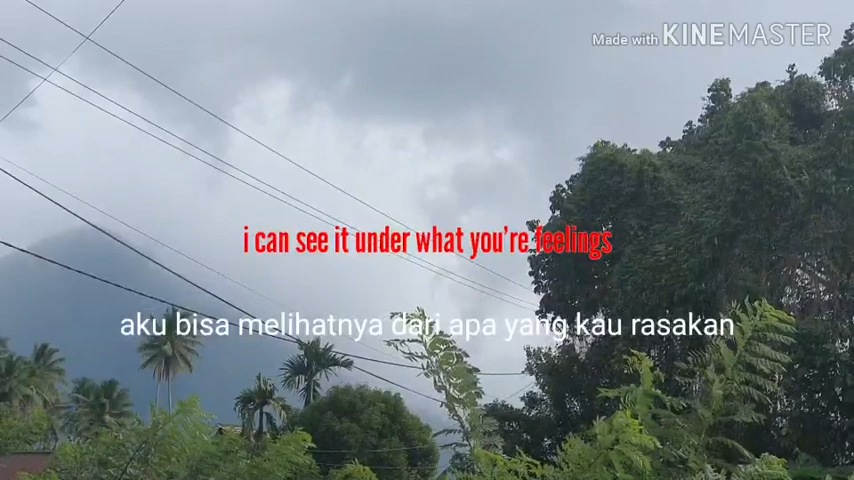 Made with KINEMASTER
i can see it under what you're feelings
aku bisa melihatnya dari apa yang kau rasakan